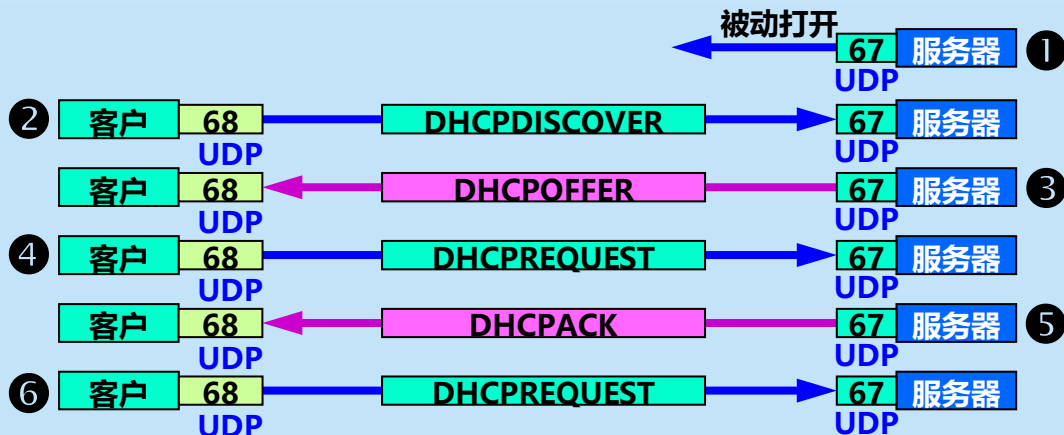 被动打开
67 服务器 ❶
UDP
❷ 客户 68 DHCPDISCOVER 67 服务器
UDP UDP
客户 68 DHCPOFFER 67 服务器 ❸
UDP UDP
❹ 客户 68 DHCPREQUEST 67 服务器
UDP UDP
客户 68 DHCPACK 67 服务器 ❺
UDP UDP
❻ 客户 68 DHCPREQUEST 67 服务器
UDP UDP